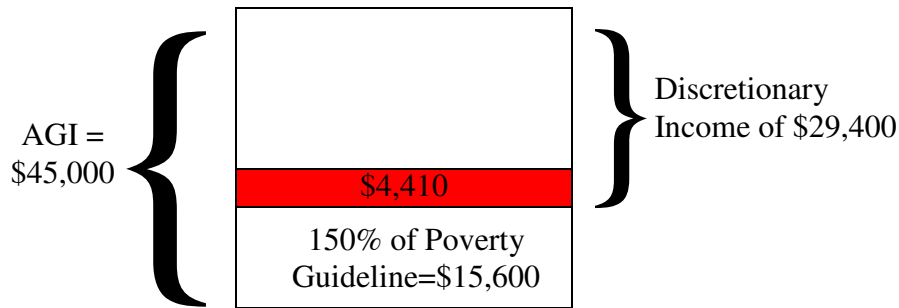 AGI =
$45,000
$4,410
150% of Poverty
Guideline=$15,600
Discretionary
Income of $29,400